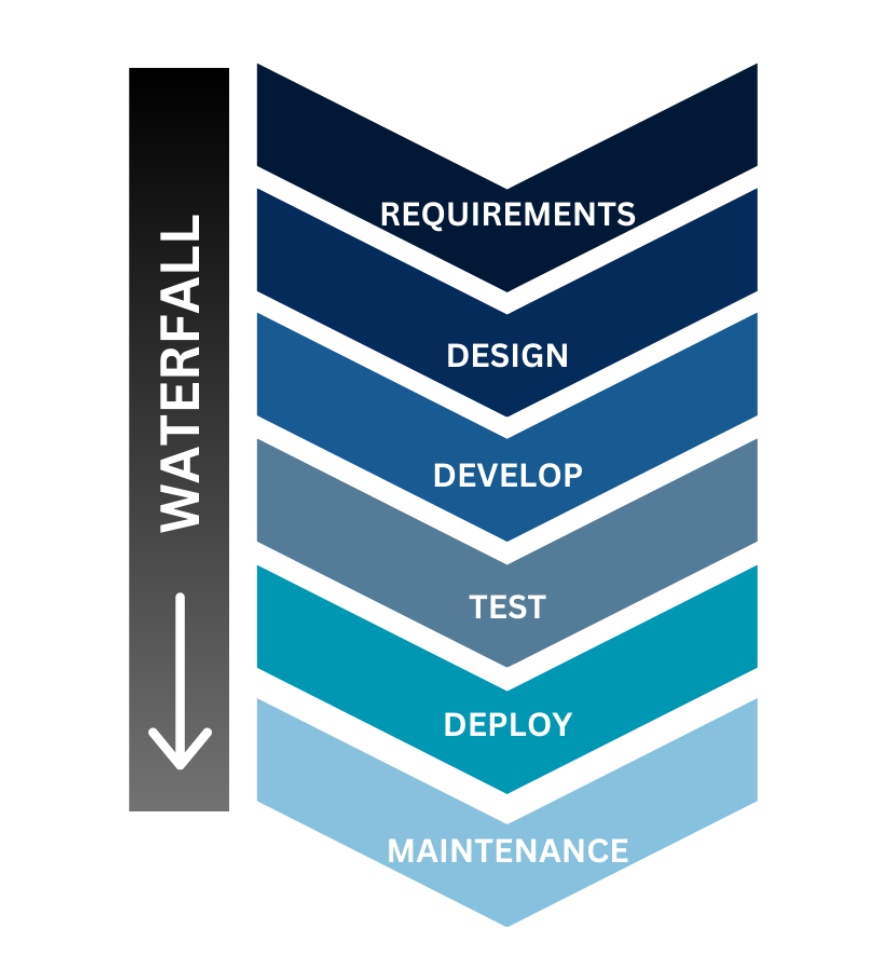 WATERFALL
REQUIREMENTS
DESIGN
DEVELOP
TEST
DEPLOY
MAINTENANCE